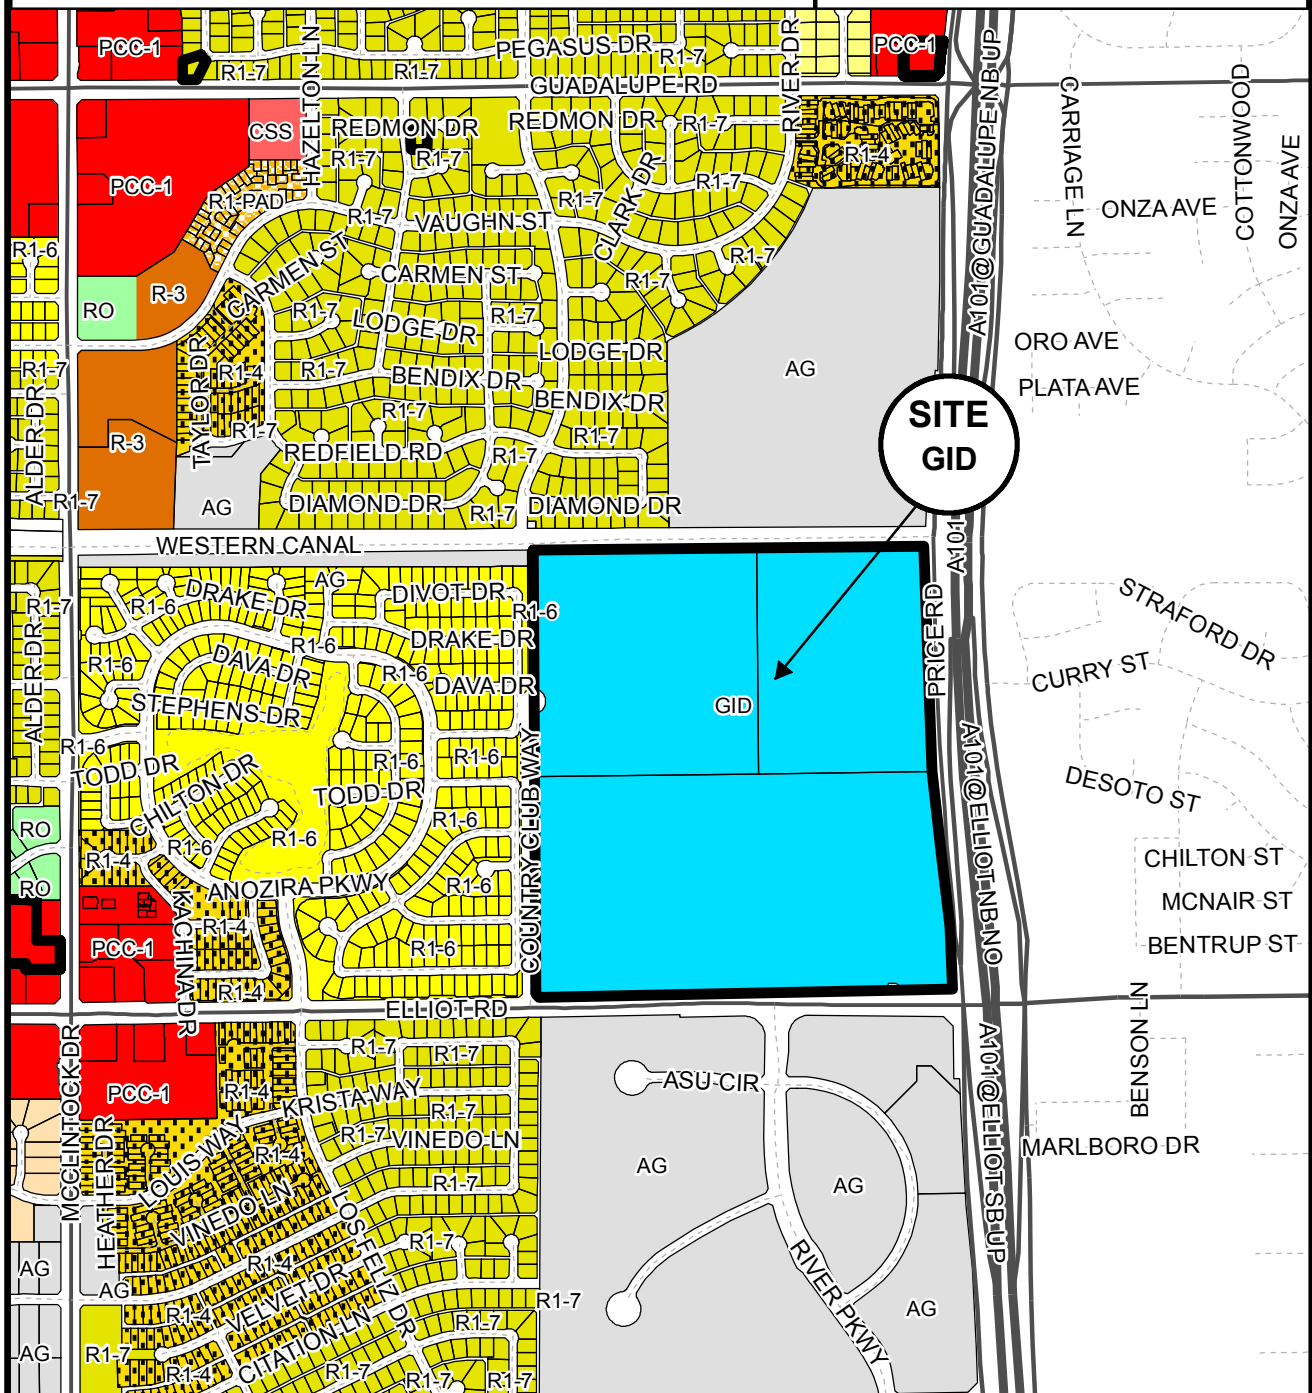 PCC-1
PEGASUS DR
R1-7
PCC-1
R1-7
R1-7
GUADALUPE RD
HAZELTON LN
RIVER DR
A101@GUADALUPE NB UP
CARRIAGE LN
COTTONWOOD
ONZA AVE
CSS
REDMON DR
REDMON DR
R1-7
R1-7
R1-7
R1-4
PCC-1
R1-PAD
R1-7
R1-7
R1-7
CLARK DR
ONZA AVE
VAUGHN ST
R1-6
CARMEN ST
CARMEN ST
R1-7
R1-7
R-3
RO
R1-7
LODGE DR
R1-7
LODGE DR
ORO AVE
R1-7
TAYLOR DR
R1-4
R1-7
BENDIX DR
AG
PLATA AVE
ALDER DR
BENDIX DR
SITE
GID
R-3
R1-7
R1-7
R1-7
REDFIELD RD
R1-7
R1-7
AG
DIAMOND DR
R1-7
DIAMOND DR
WESTERN CANAL
A101
AG
R1-7
R1-6
DRAKE DR
DIVOT DR
R1-6
STRAFORD DR
ALDER DR
R1-6
DRAKE DR
PRICE RD
R1-6
DAVA DR
R1-6
DAVA DR
CURRY ST
STEPHENS DR
GID
R1-6
TODD DR
R1-6
R1-6
COUNTRY CLUB WAY
A101@ELLIOT NB NO
CHILTON DR
TODD DR
DESOTO ST
RO
R1-6
R1-6
R1-6
R1-4
CHILTON ST
RO
ANOZIRA PKWY
R1-6
MCNAIR ST
KACHINA DR
R1-4
PCC-1
R1-6
BENTRUP ST
R1-4
ELLIOT RD
BENSON LN
MCCLINTOCK DR
R1-7
R1-7
A101@ELLIOT SB UP
PCC-1
R1-4
KRISTA WAY
ASU CIR
R1-7
HEATHER DR
R1-7
VINEDO LN
MARLBORO DR
LOUIS WAY
R1-4
AG
VINEDO LN
R1-7
AG
LOS FELIZ DR
R1-7
RIVER PKWY
AG
R1-4
AG
VELVET DR
R1-7
AG
R1-4
CITATION LN
R1-7
AG
R1-7
R1-4
R1-7
R1-7